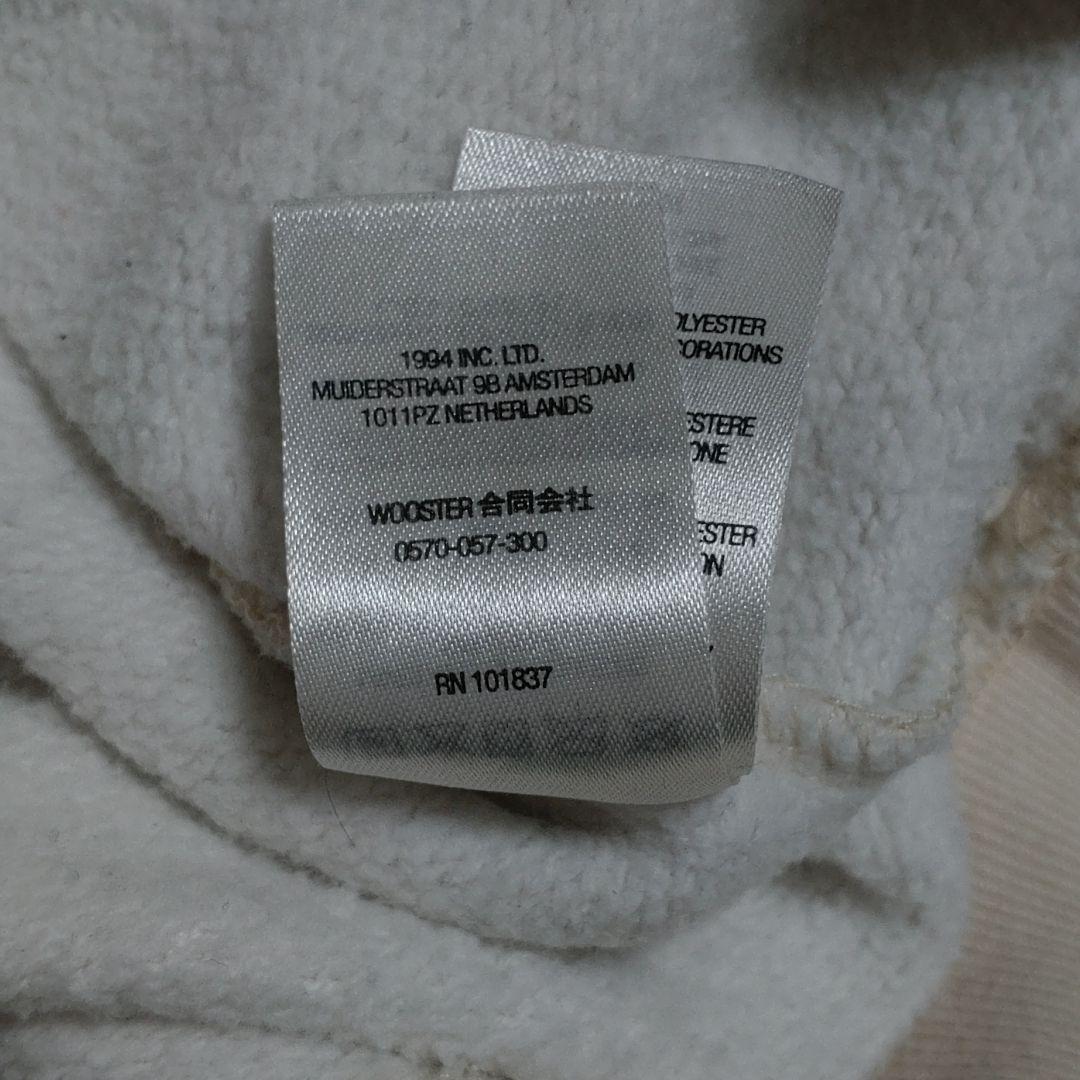 1994 INC. LTD.
MUIDERSTRAAT 9B AMSTERDAM
1011PZ NETHERLANDS
WOOSTER 合同会社
0570-057-300
RN 101837
OLYESTER
CORATIONS
ESTERE
ONE
ESTER
ON